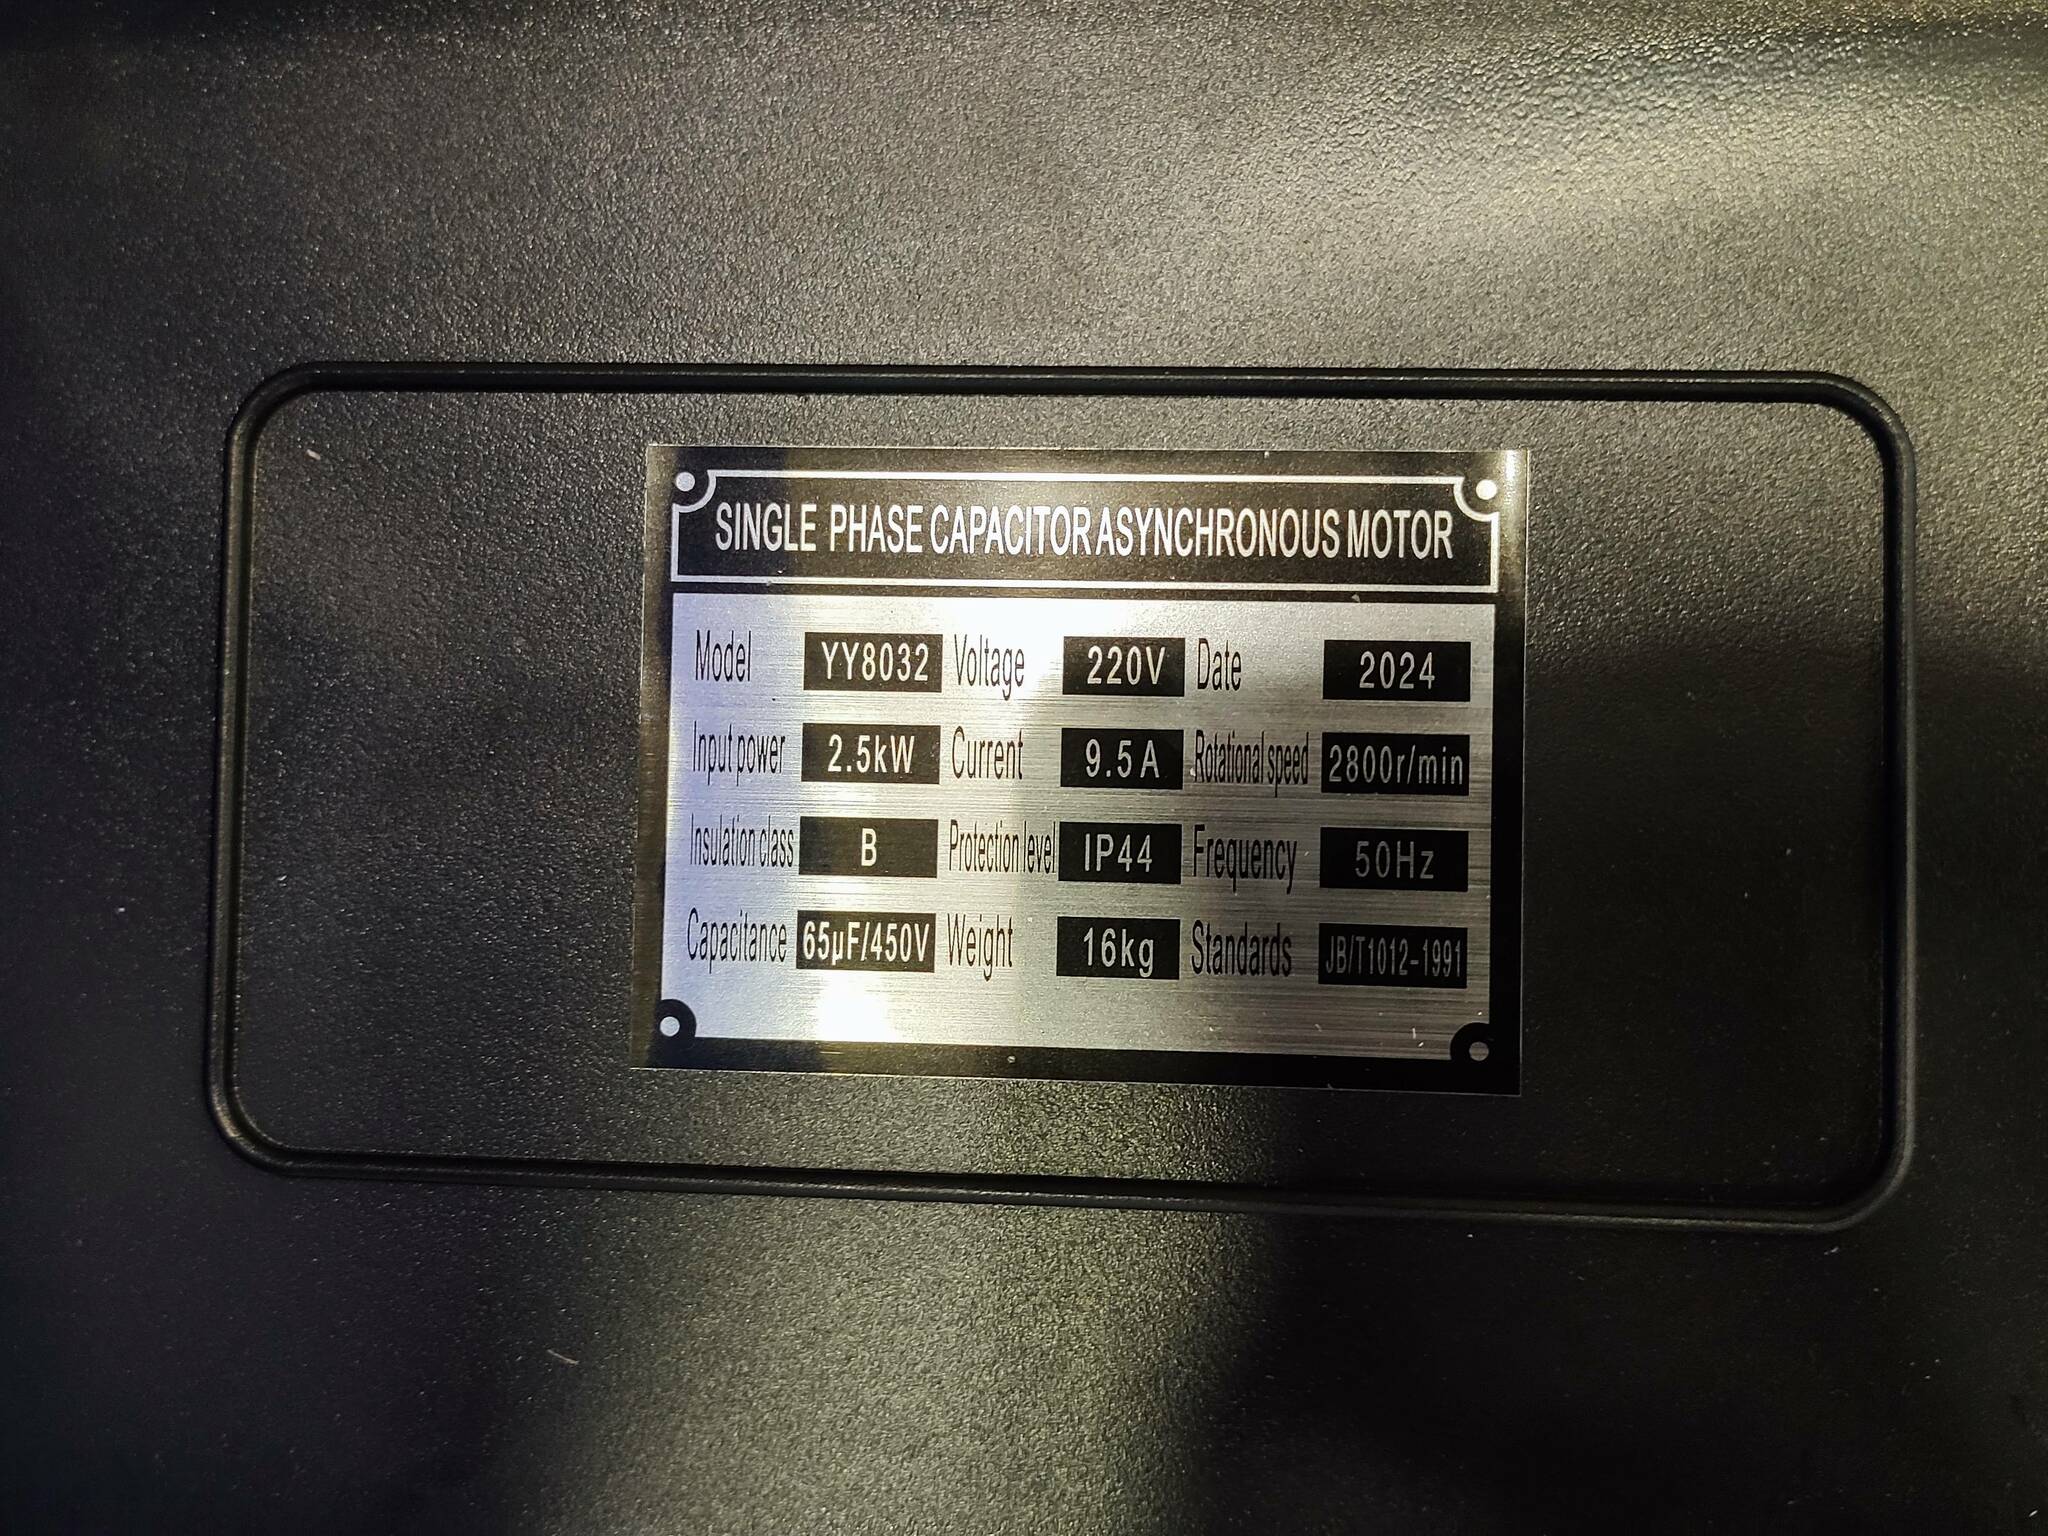 SINGLE PHASE CAPACITOR ASYNCHRONOUS MOTOR
Model YY8032 Voltage 220V Date 2024
Input power 2.5kW Current 9.5A Rotational speed 2800r/min
Insulation class B Protection level IP44 Frequency 50Hz
Capacitance 65μF/450V Weight 16kg Standards JB/T1012-1991